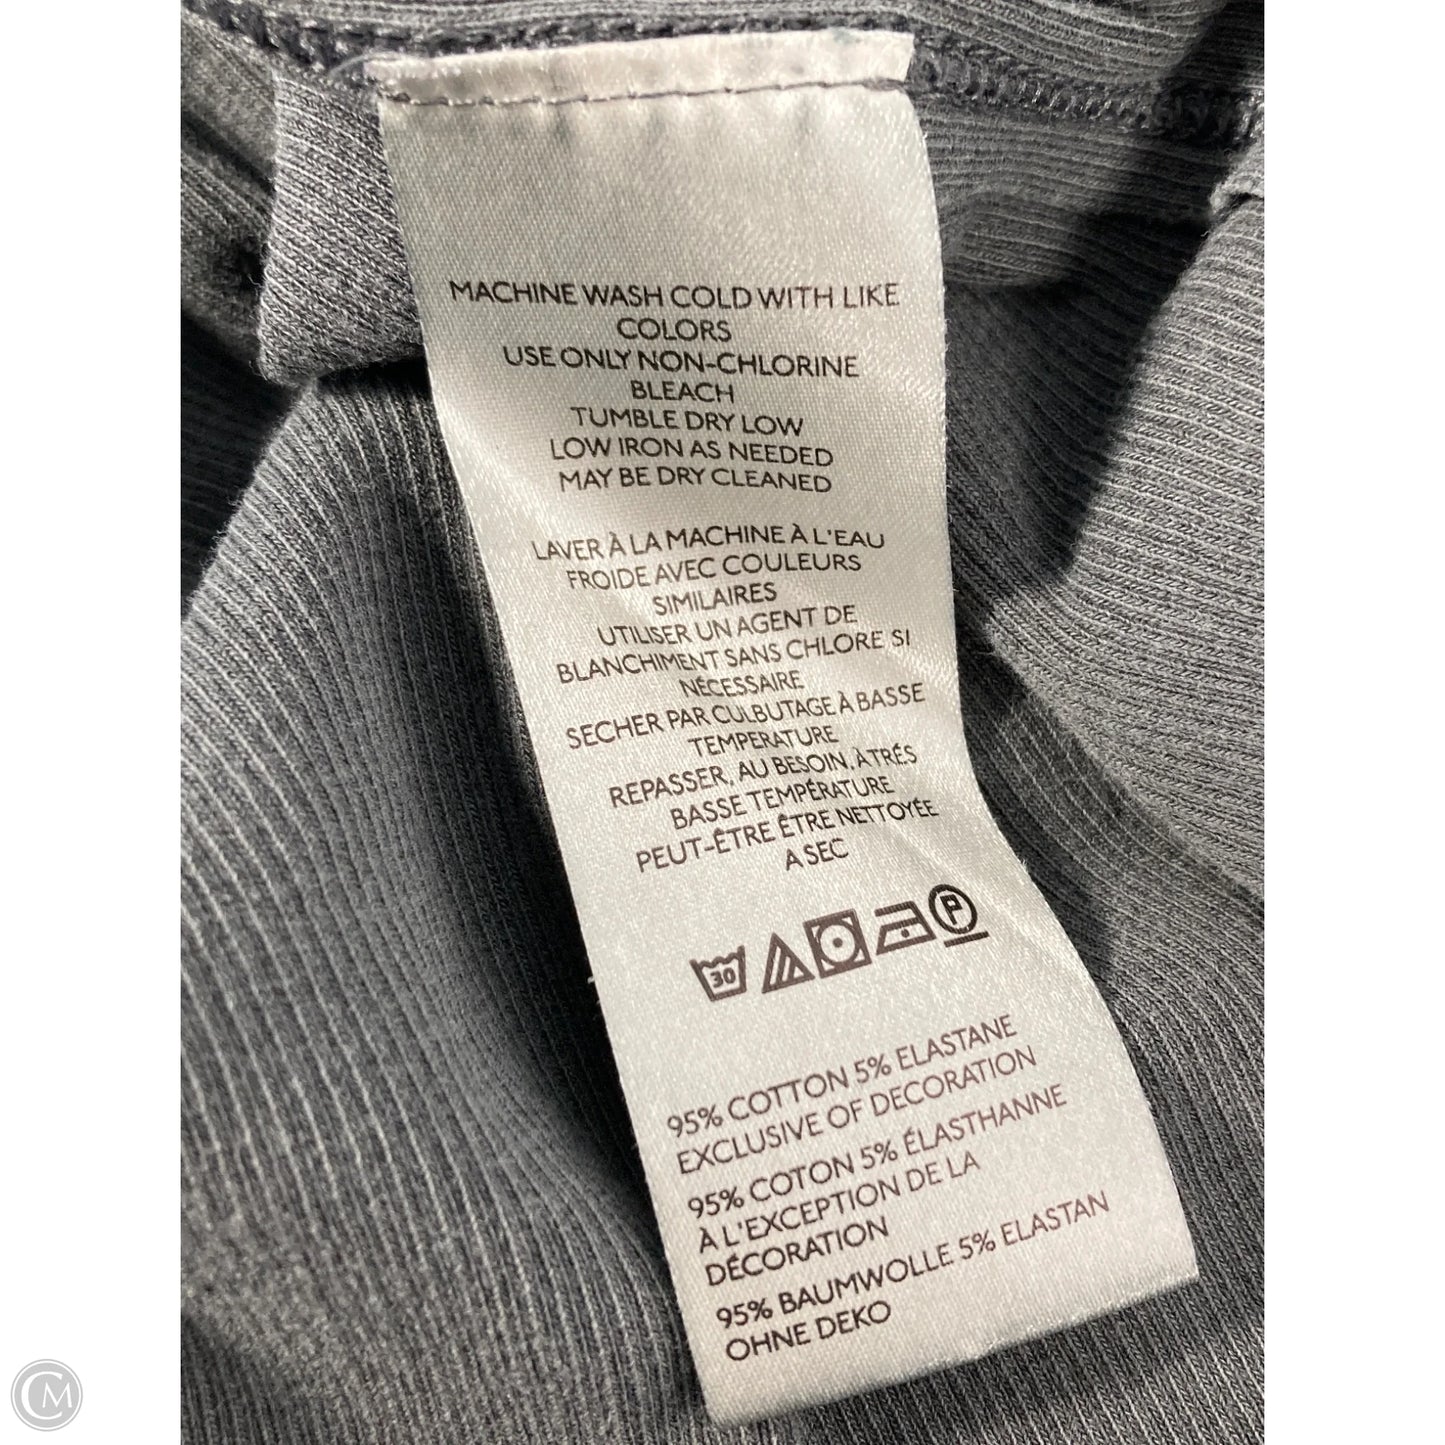 MACHINE WASH COLD WITH LIKE
COLORS
USE ONLY NON-CHLORINE
BLEACH
TUMBLE DRY LOW
LOW IRON AS NEEDED
MAY BE DRY CLEANED
LAVER À LA MACHINE À L'EAU
FROIDE AVEC COULEURS
SIMILAIRES
UTILISER UN AGENT DE
BLANCHIMENT SANS CHLORE SI
NÉCESSAIRE
SECHER PAR CULBUTAGE À BASSE
TEMPERATURE
REPASSER, AU BESOIN, À TRÉS
BASSE TEMPÉRATURE
PEUT-ÊTRE ÊTRE NETTOYÉE
A SEC
30 P
95% COTTON 5% ELASTANE
EXCLUSIVE OF DECORATION
95% COTON 5% ÉLASTHANNE
À L'EXCEPTION DE LA
DÉCORATION
95% BAUMWOLLE 5% ELASTAN
OHNE DEKO
CM